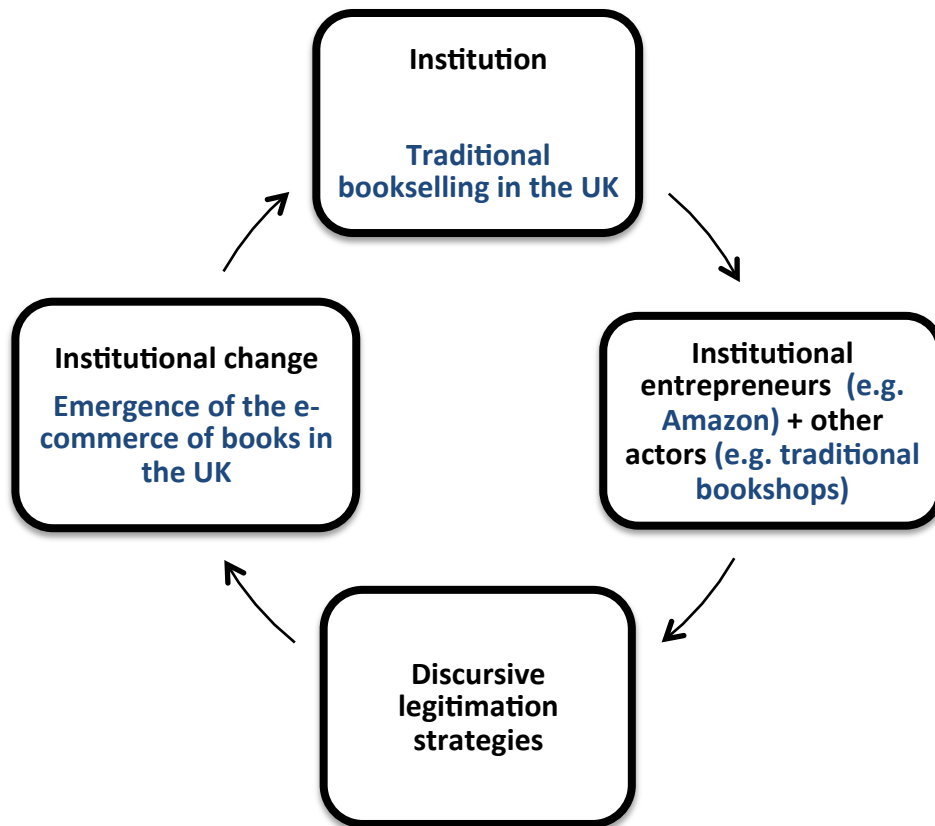 Institution
Traditional
bookselling in the UK
Institutional
entrepreneurs (e.g.
Amazon) + other
actors (e.g. traditional
bookshops)
Discursive
legitimation
strategies
Institutional change
Emergence of the e-
commerce of books in
the UK